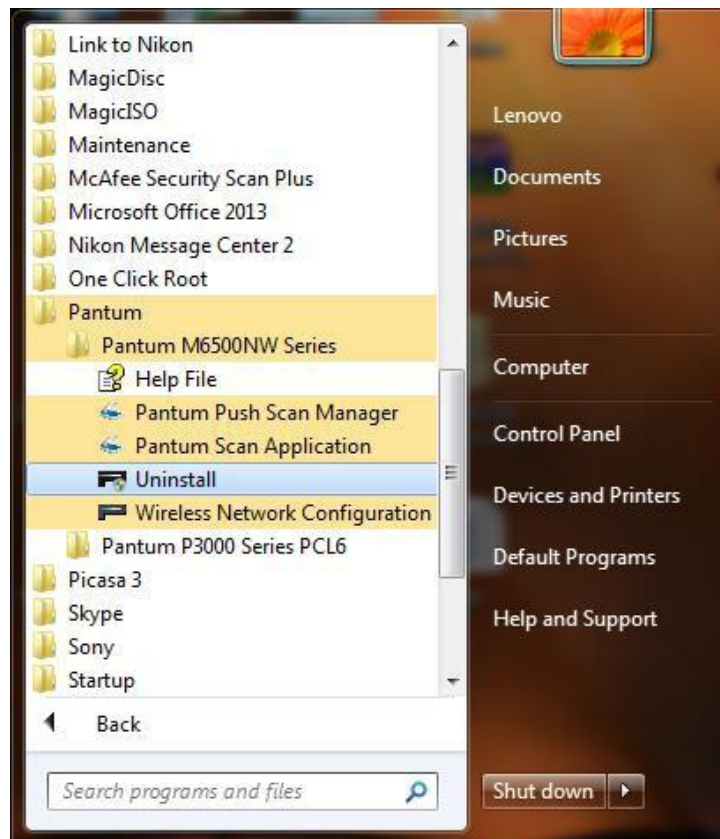 Link to Nikon
MagicDisc
MagicISO
Maintenance
McAfee Security Scan Plus
Microsoft Office 2013
Nikon Message Center 2
One Click Root
Pantum
Pantum M6500NW Series
Help File
Pantum Push Scan Manager
Pantum Scan Application
Uninstall
Wireless Network Configuration
Pantum P3000 Series PCL6
Picasa 3
Skype
Sony
Startup
Back
Search programs and files
Lenovo
Documents
Pictures
Music
Computer
Control Panel
Devices and Printers
Default Programs
Help and Support
Shut down